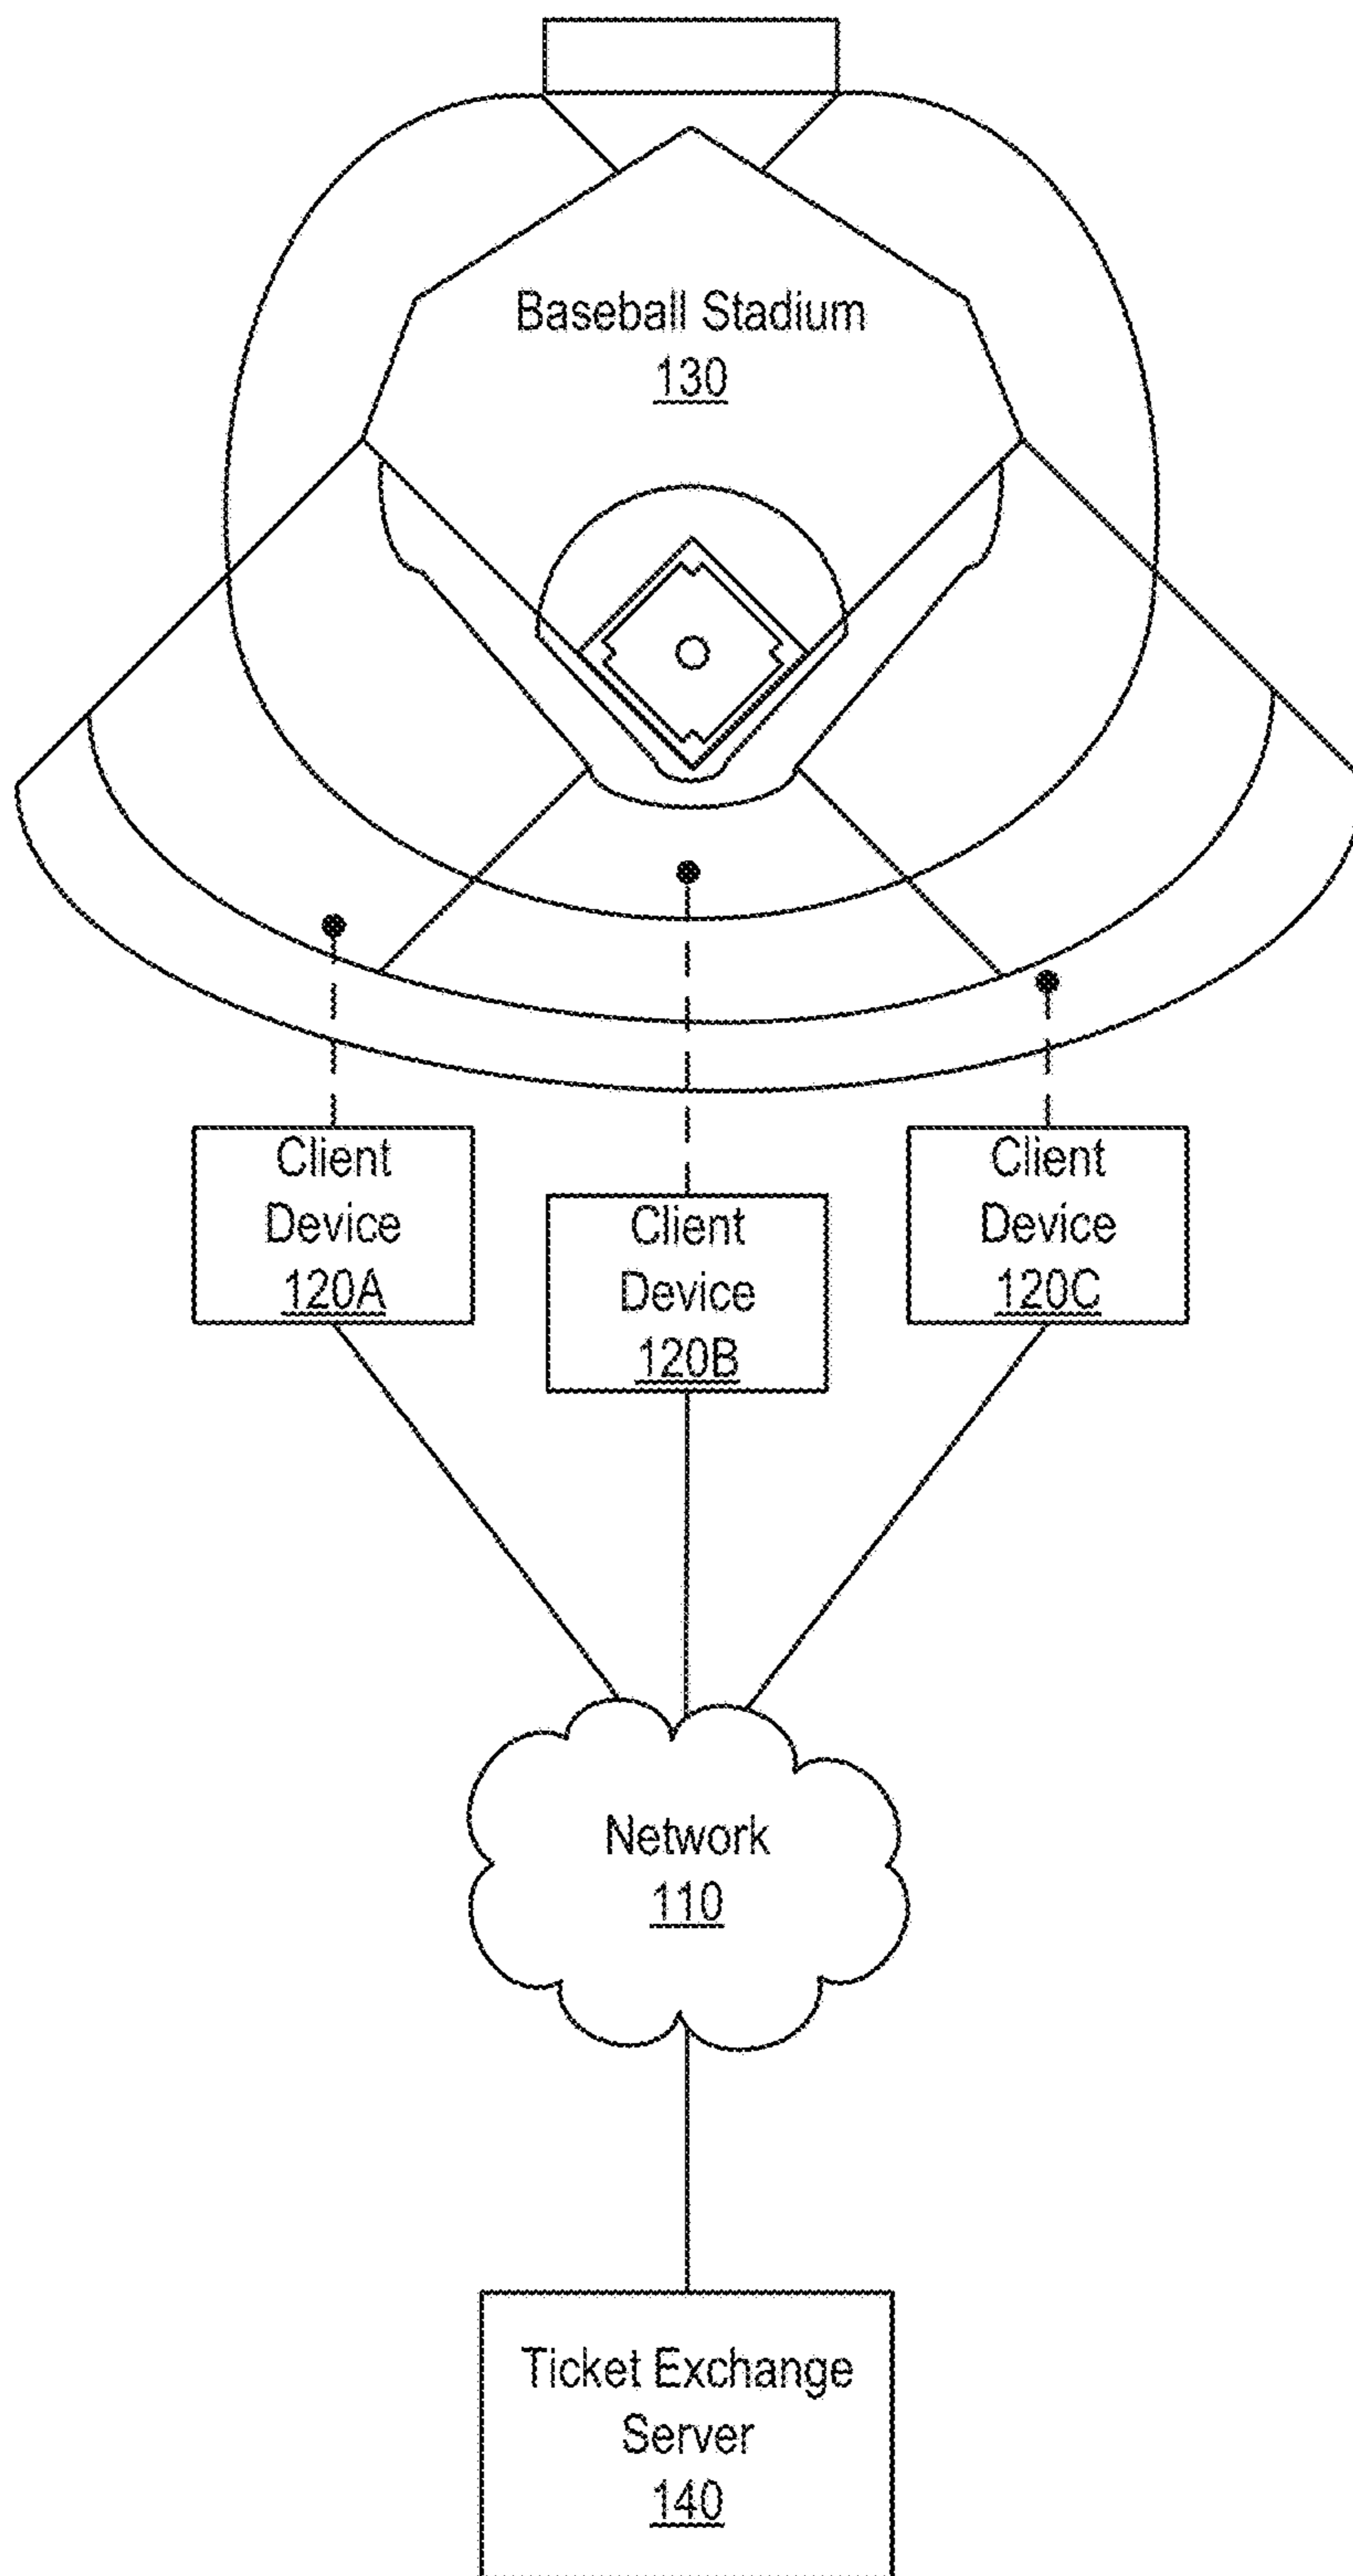 Baseball Stadium
130
Client
Device
120A
Client
Device
120B
Client
Device
120C
Network
110
Ticket Exchange
Server
140